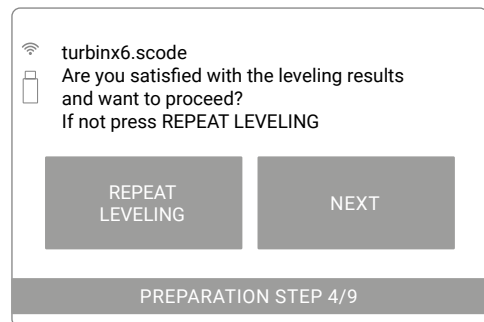 turbinx6.scode
Are you satisfied with the leveling results
and want to proceed?
If not press REPEAT LEVELING
REPEAT
LEVELING
NEXT
PREPARATION STEP 4/9